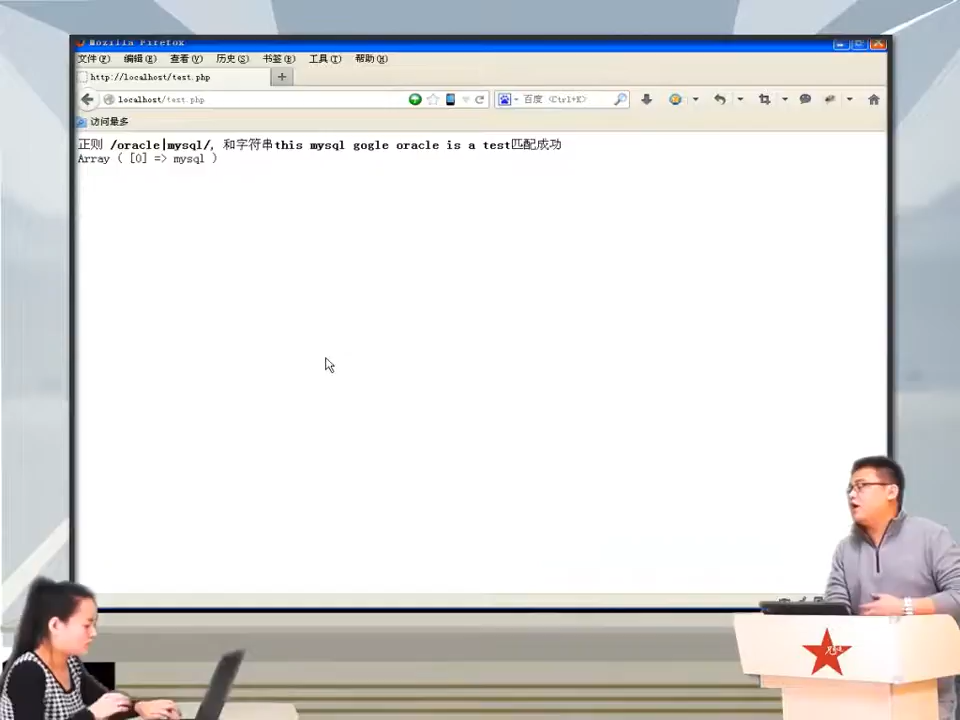 Mozilla Firefox
文件(F) 编辑(E) 查看(V) 历史(S) 书签(B) 工具(T) 帮助(H)
http://localhost/test.php
localhost/test.php 百度 <Ctrl+K>
访问最多
正则 /oracle|mysql/, 和字符串this mysql gogle oracle is a test匹配成功
Array ( [0] => mysql )